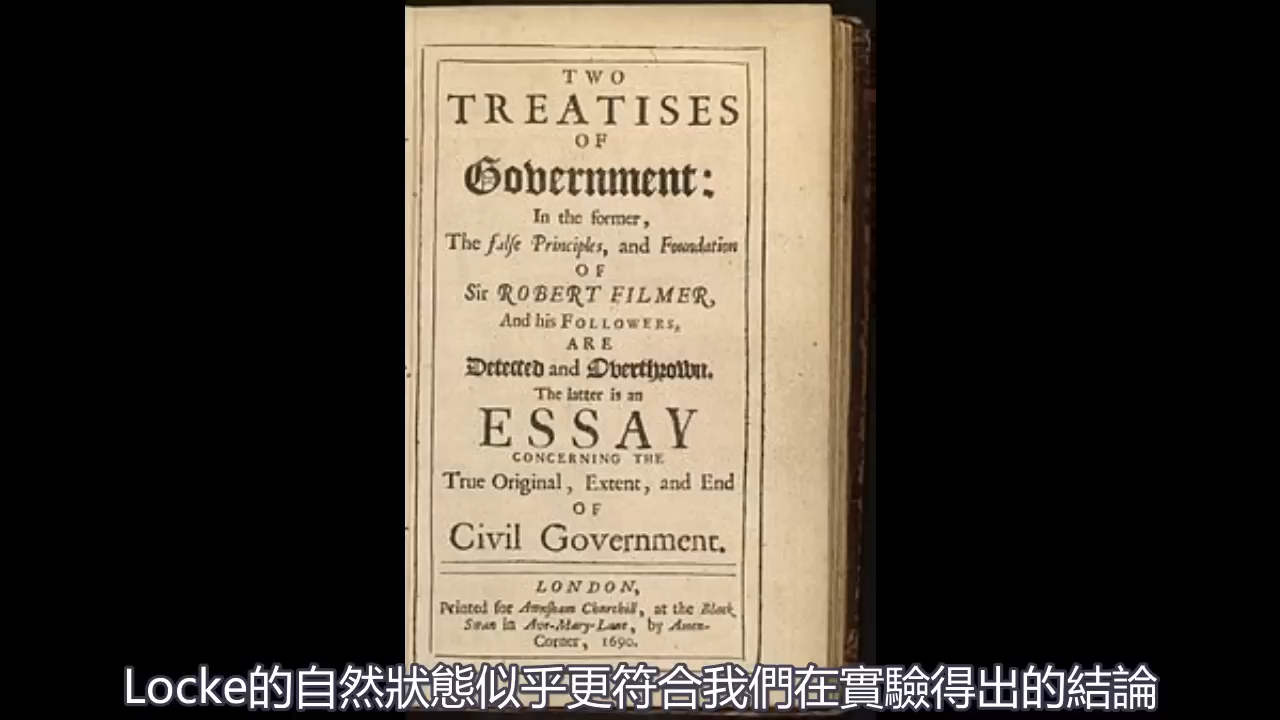 TWO
TREATISES
OF
Government:
In the former,
The false Principles, and Foundation
OF
Sir ROBERT FILMER,
And his FOLLOWERS,
ARE
Detected and Overthrown.
The latter is an
ESSAY
CONCERNING THE
True Original, Extent, and End
OF
Civil Government.
LONDON,
Printed for Awnsham Churchill, at the Black
Swan in Ave-Mary-Lane, by Amen-
Corner, 1690.
Locke的自然狀態似乎更符合我們在實驗得出的結論